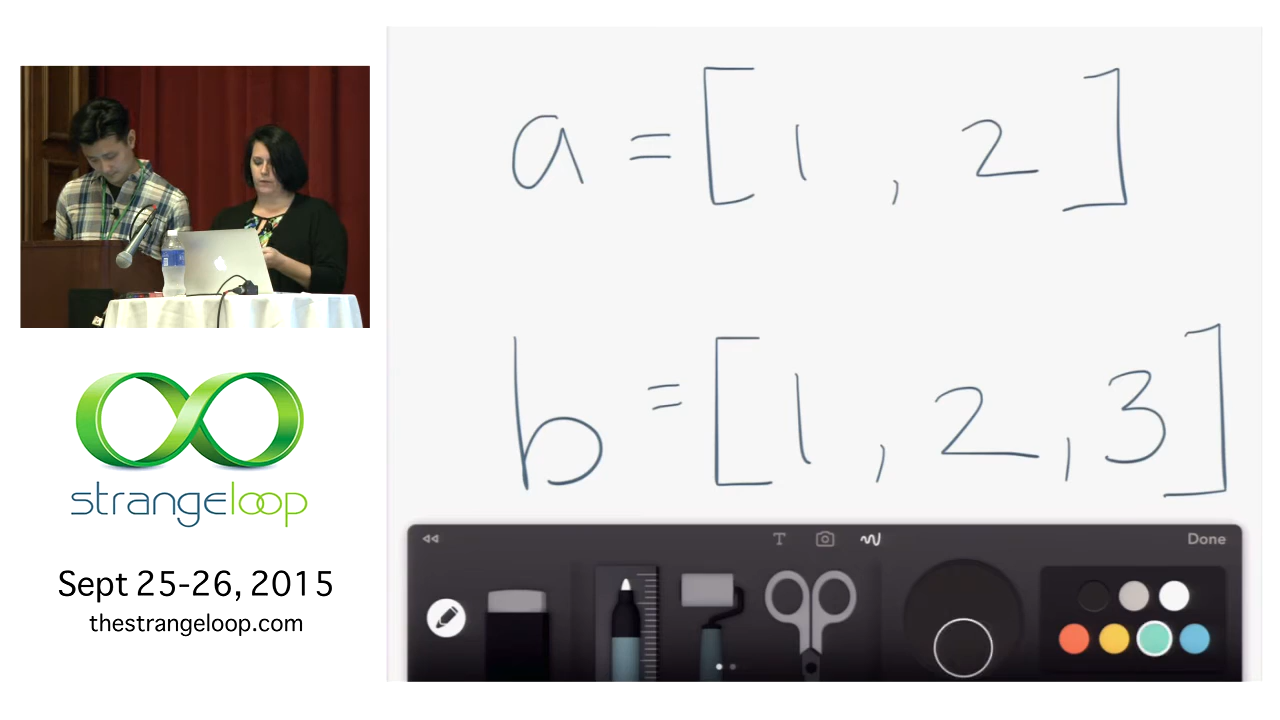 a = [1, 2]
b = [1, 2, 3]
T
Done
strangeloop
Sept 25-26, 2015
thestrangeloop.com